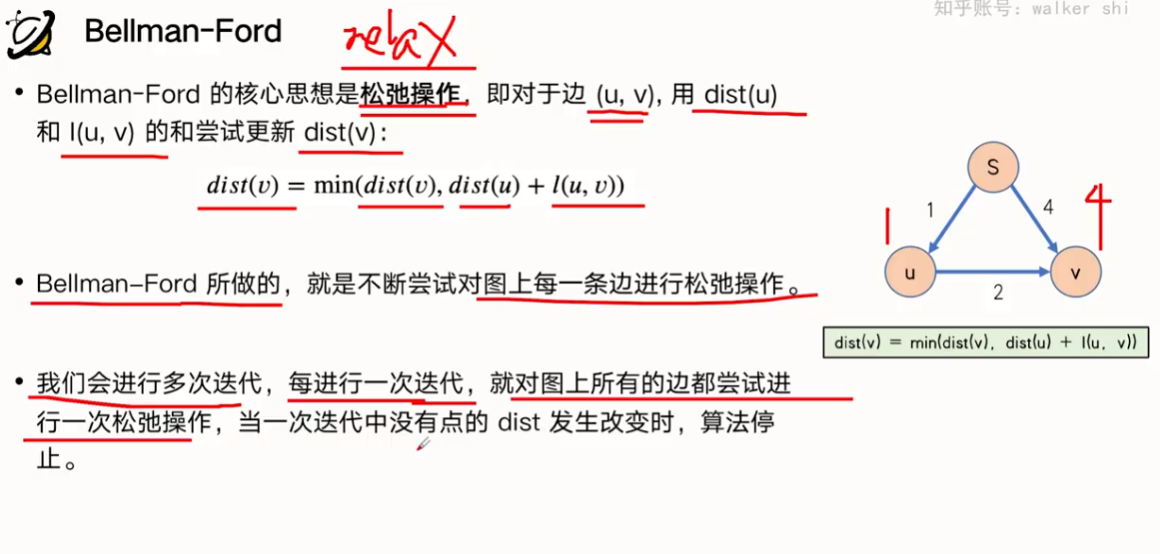 知乎账号：walker shi
Bellman-Ford
relax
• Bellman-Ford 的核心思想是松弛操作，即对于边 (u, v), 用 dist(u)
和 l(u, v) 的和尝试更新 dist(v)：
dist(v) = min(dist(v), dist(u) + l(u, v))
• Bellman–Ford 所做的，就是不断尝试对图上每一条边进行松弛操作。
• 我们会进行多次迭代，每进行一次迭代，就对图上所有的边都尝试进
行一次松弛操作，当一次迭代中没有点的 dist 发生改变时，算法停
止。
S
1
4
1
4
u
v
2
dist(v) = min(dist(v), dist(u) + l(u, v))